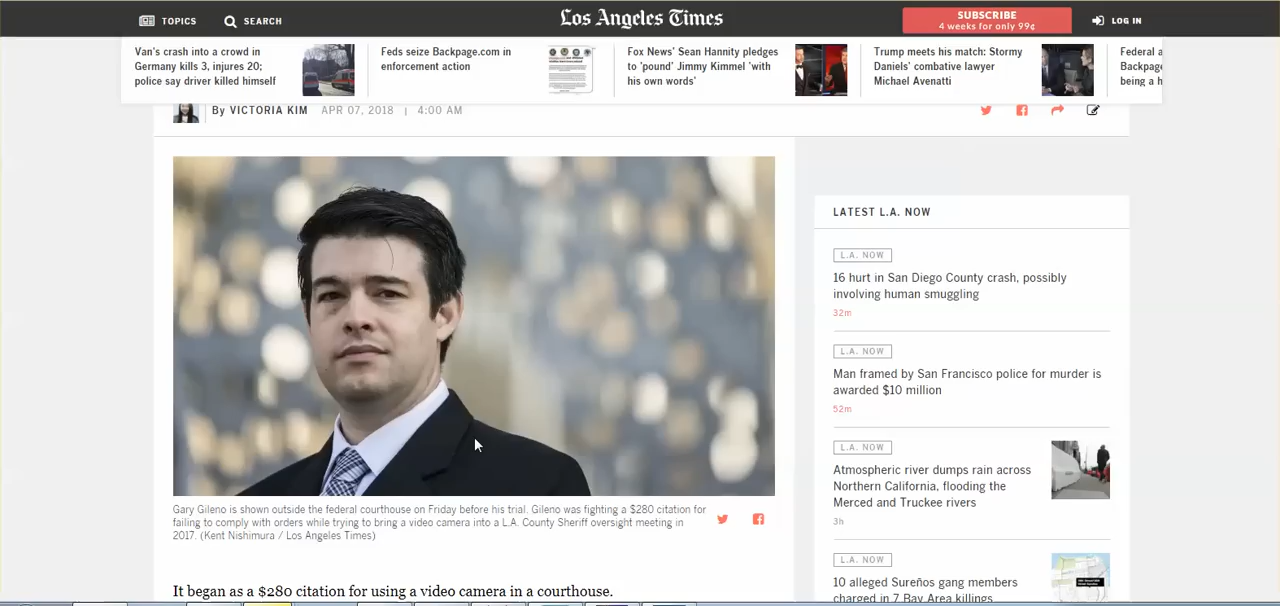 TOPICS
SEARCH
Los Angeles Times
SUBSCRIBE
4 weeks for only 99¢
LOG IN
Van's crash into a crowd in
Germany kills 3, injures 20;
police say driver killed himself
Feds seize Backpage.com in
enforcement action
Fox News' Sean Hannity pledges
to 'pound' Jimmy Kimmel 'with
his own words'
Trump meets his match: Stormy
Daniels' combative lawyer
Michael Avenatti
Federal a
Backpage
being a h
By VICTORIA KIM APR 07, 2018 | 4:00 AM
Gary Gileno is shown outside the federal courthouse on Friday before his trial. Gileno was fighting a $280 citation for
failing to comply with orders while trying to bring a video camera into a L.A. County Sheriff oversight meeting in
2017. (Kent Nishimura / Los Angeles Times)
It began as a $280 citation for using a video camera in a courthouse.
LATEST L.A. NOW
L.A. NOW
16 hurt in San Diego County crash, possibly
involving human smuggling
32m
L.A. NOW
Man framed by San Francisco police for murder is
awarded $10 million
52m
L.A. NOW
Atmospheric river dumps rain across
Northern California, flooding the
Merced and Truckee rivers
3h
L.A. NOW
10 alleged Sureños gang members
charged in 7 Bay Area killings